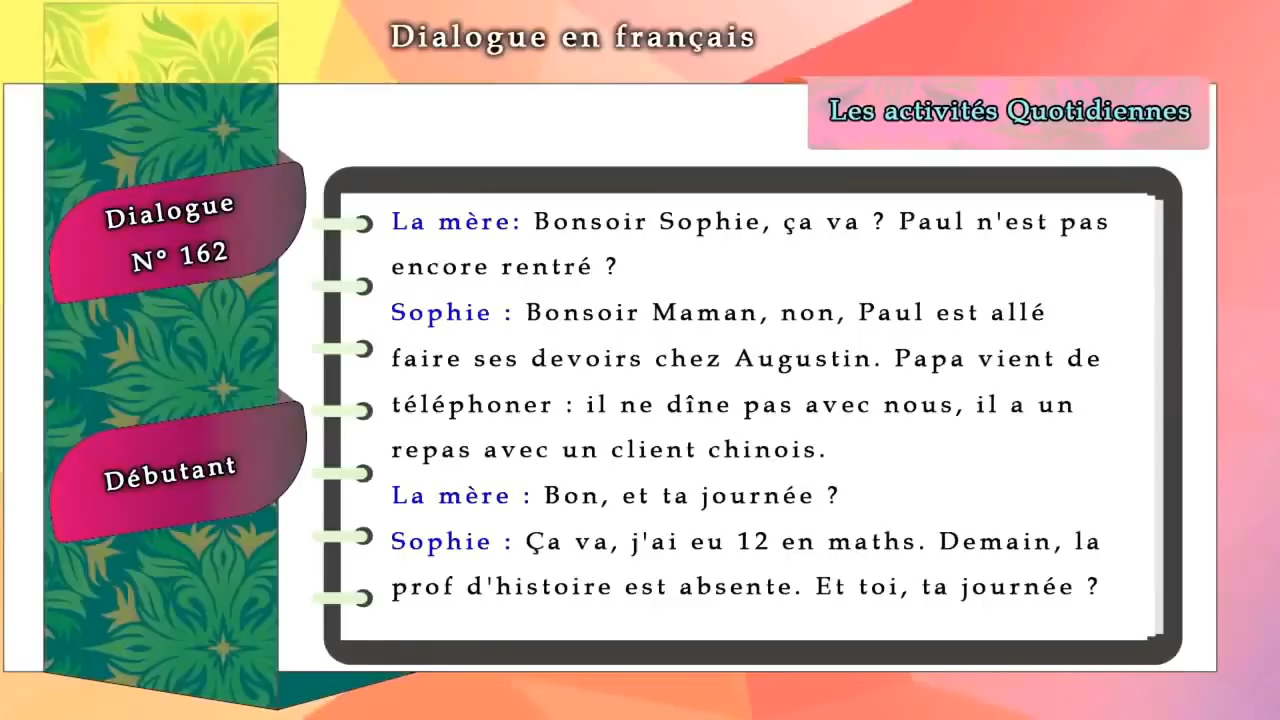 Dialogue en français
Les activités Quotidiennes
Dialogue
N° 162
Débutant
La mère: Bonsoir Sophie, ça va ? Paul n'est pas
encore rentré ?
Sophie : Bonsoir Maman, non, Paul est allé
faire ses devoirs chez Augustin. Papa vient de
téléphoner : il ne dîne pas avec nous, il a un
repas avec un client chinois.
La mère : Bon, et ta journée ?
Sophie : Ça va, j'ai eu 12 en maths. Demain, la
prof d'histoire est absente. Et toi, ta journée ?